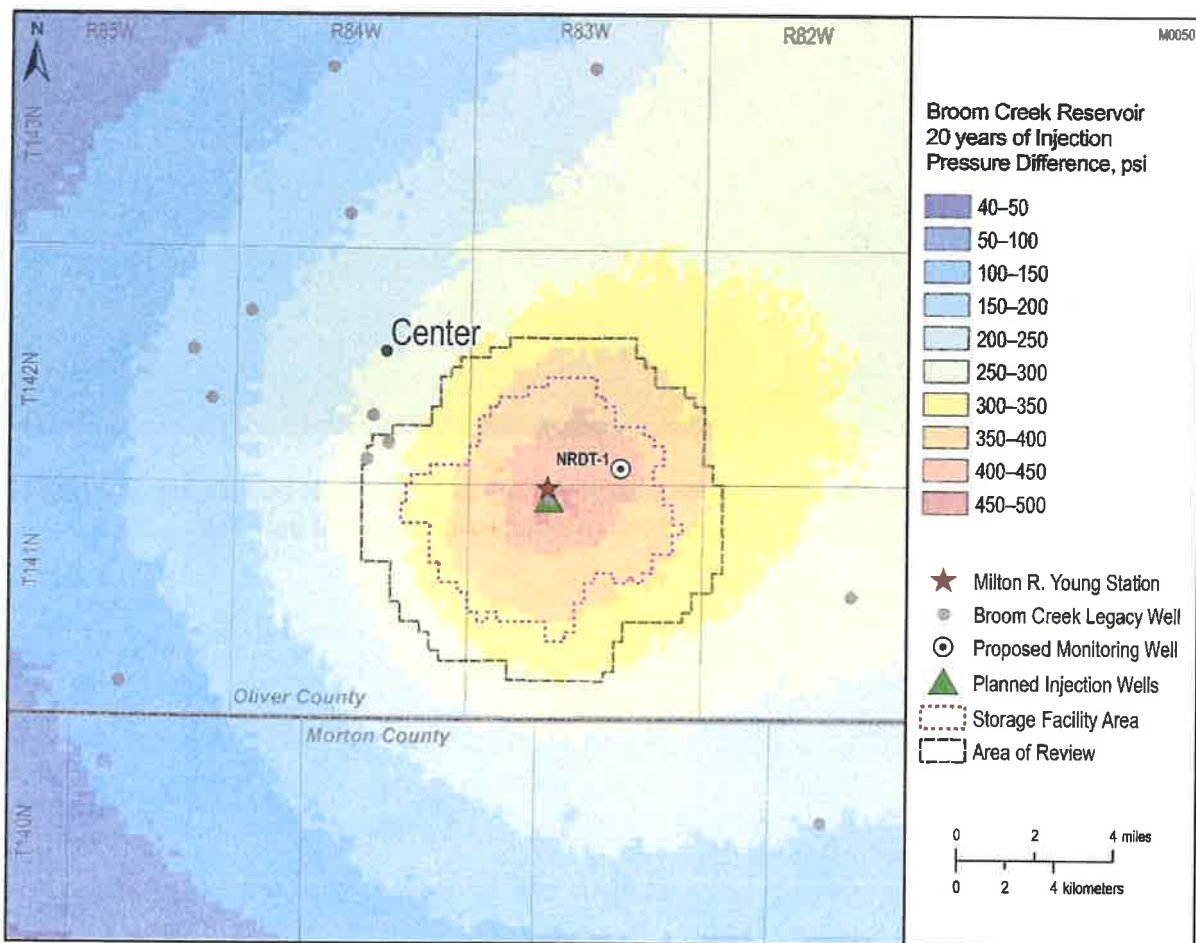 N
R85W
R84W
R83W
R82W
M0050
T143N
T142N
T141N
T140N
Center
NRDT-1
Oliver County
Morton County
Broom Creek Reservoir
20 years of Injection
Pressure Difference, psi
40–50
50–100
100–150
150–200
200–250
250–300
300–350
350–400
400–450
450–500
Milton R. Young Station
Broom Creek Legacy Well
Proposed Monitoring Well
Planned Injection Wells
Storage Facility Area
Area of Review
0 2 4 miles
0 2 4 kilometers